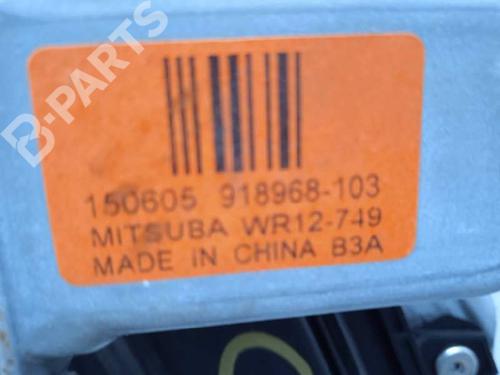 B-PARTS
150605 918968-103
MITSUBA WR12-749
MADE IN CHINA B3A